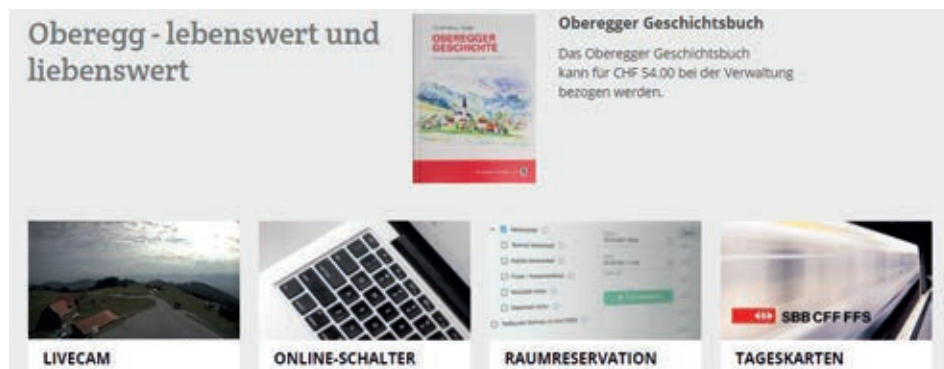 Oberegg - lebenswert und
liebenswert
OBEREGGER
GESCHICHTE
Oberegger Geschichtsbuch
Das Oberegger Geschichtsbuch
kann für CHF 54.00 bei der Verwaltung
bezogen werden.
SBB CFF FFS
LIVECAM
ONLINE-SCHALTER
RAUMRESERVATION
TAGESKARTEN